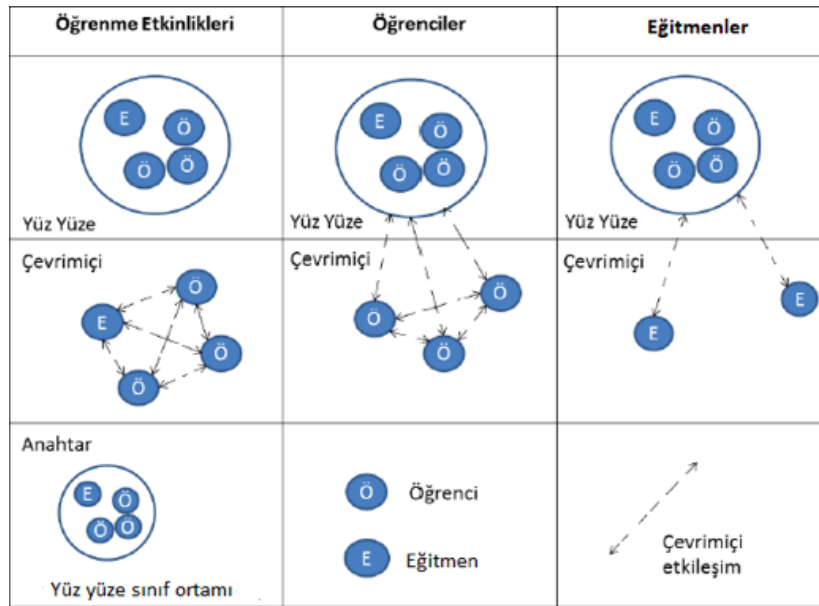 Öğrenme Etkinlikleri
Öğrenciler
Eğitmenler
E
Ö
Ö
Ö
Yüz Yüze
E
Ö
Ö
Ö
Yüz Yüze
E
Ö
Ö
Ö
Yüz Yüze
Çevrimiçi
Ö
E
Ö
Ö
Çevrimiçi
Ö
Ö
Ö
Çevrimiçi
E
E
Anahtar
E
Ö
Ö
Ö
Yüz yüze sınıf ortamı
Ö Öğrenci
E Eğitmen
Çevrimiçi
etkileşim